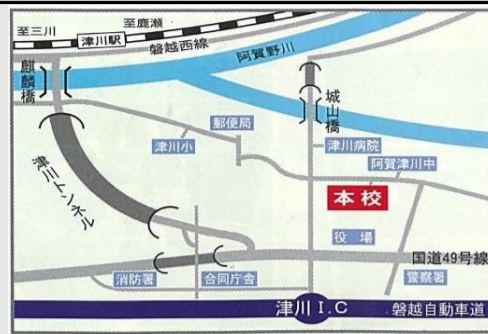 至三川
至鹿瀬
津川駅
磐越西線
阿賀野川
麒麟橋
城山橋
郵便局
津川小
津川病院
阿賀津川中
津川トンネル
本校
役場
国道49号線
消防署
合同庁舎
警察署
津川I.C
磐越自動車道